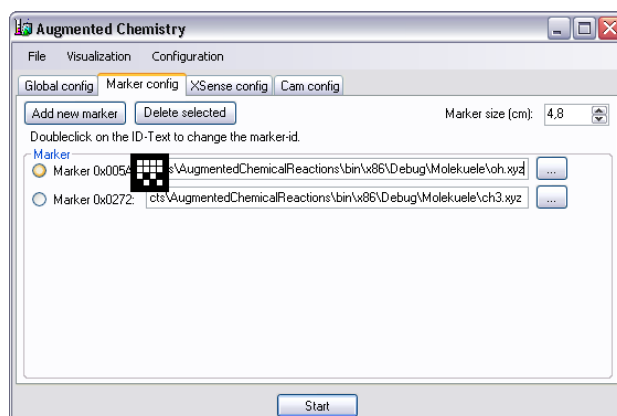 Augmented Chemistry
File Visualization Configuration
Global config Marker config XSense config Cam config
Add new marker Delete selected Marker size (cm): 4,8
Doubleclick on the ID-Text to change the marker-id.
Marker
Marker 0x005A s\AugmentedChemicalReactions\bin\x86\Debug\Molekuele\oh.xyz ...
Marker 0x0272: cts\AugmentedChemicalReactions\bin\x86\Debug\Molekuele\ch3.xyz ...
Start